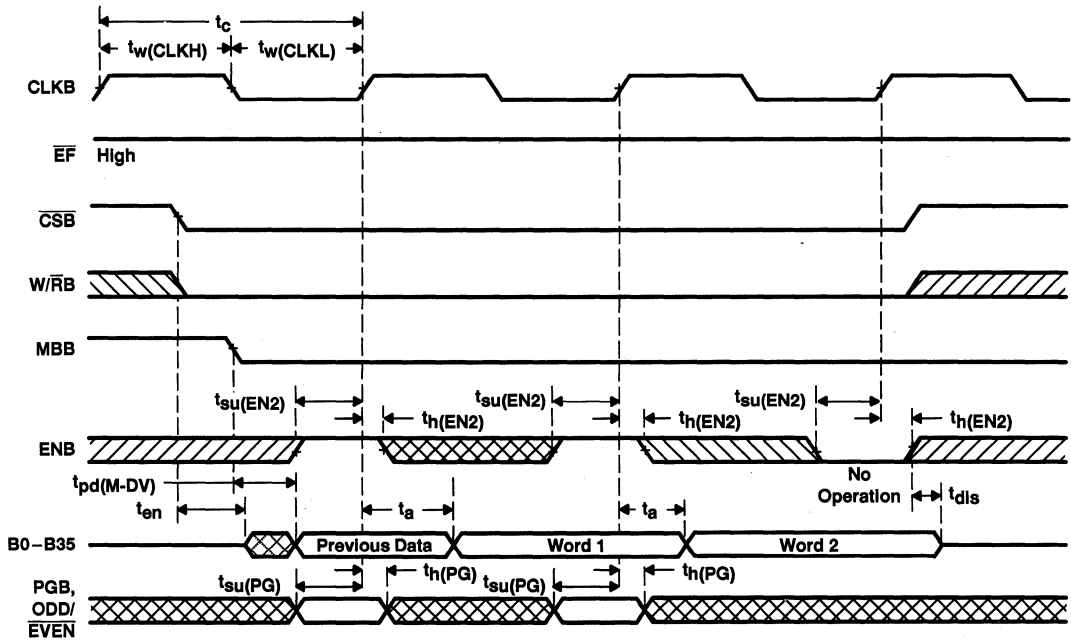 tc
tw(CLKH) tw(CLKL)
CLKB
EF High
CSB
W/RB
MBB
tsu(EN2) tsu(EN2) tsu(EN2)
th(EN2) th(EN2) th(EN2)
ENB
No
Operation
tpd(M-DV)
ten ta ta tdis
B0–B35 Previous Data Word 1 Word 2
tsu(PG) th(PG) tsu(PG) th(PG)
PGB,
ODD/
EVEN